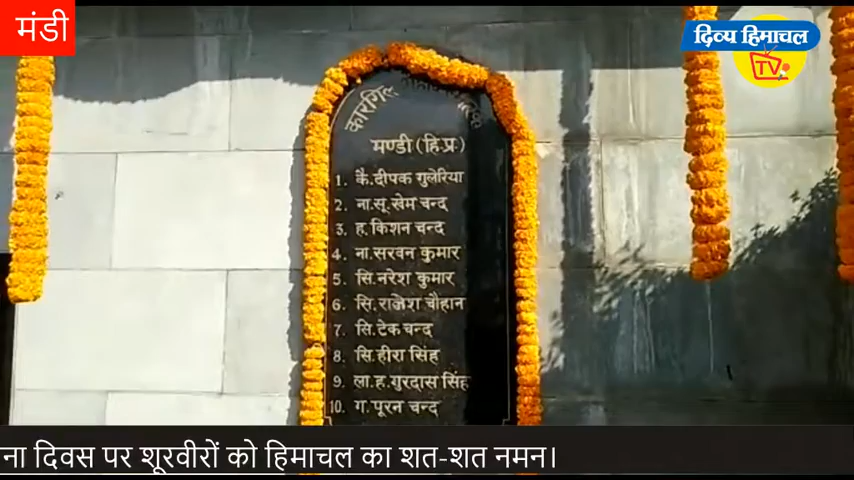 मंडी
दिव्य हिमाचल
TV
कारगिल
मण्डी (हि.प्र.)
1. कै.दीपक गुलेरिया
2. ना.सू.खेम चन्द
3. ह.किशन चन्द
4. ना.सरवन कुमार
5. सि.नरेश कुमार
6. सि.राजेश चौहान
7. सि.टेक चन्द
8. सि.हीरा सिंह
9. ला.ह.गुरदास सिंह
10. ग.पूरन चन्द
ना दिवस पर शूरवीरों को हिमाचल का शत-शत नमन।